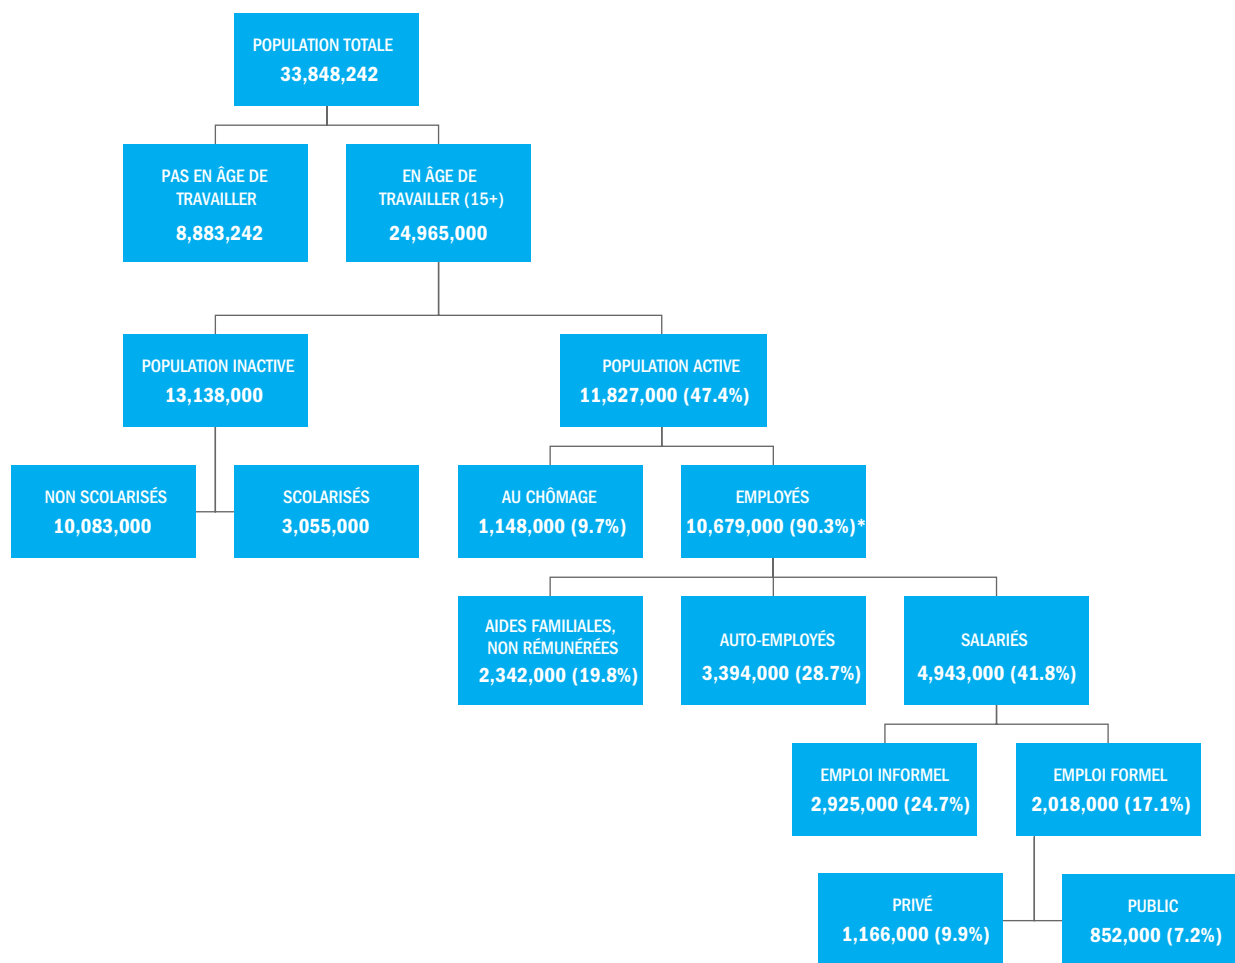 POPULATION TOTALE
33,848,242
PAS EN ÂGE DE
TRAVAILLER
8,883,242
EN ÂGE DE
TRAVAILLER (15+)
24,965,000
POPULATION INACTIVE
13,138,000
POPULATION ACTIVE
11,827,000 (47.4%)
NON SCOLARISÉS
10,083,000
SCOLARISÉS
3,055,000
AU CHÔMAGE
1,148,000 (9.7%)
EMPLOYÉS
10,679,000 (90.3%)*
AIDES FAMILIALES,
NON RÉMUNÉRÉES
2,342,000 (19.8%)
AUTO-EMPLOYÉS
3,394,000 (28.7%)
SALARIÉS
4,943,000 (41.8%)
EMPLOI INFORMEL
2,925,000 (24.7%)
EMPLOI FORMEL
2,018,000 (17.1%)
PRIVÉ
1,166,000 (9.9%)
PUBLIC
852,000 (7.2%)